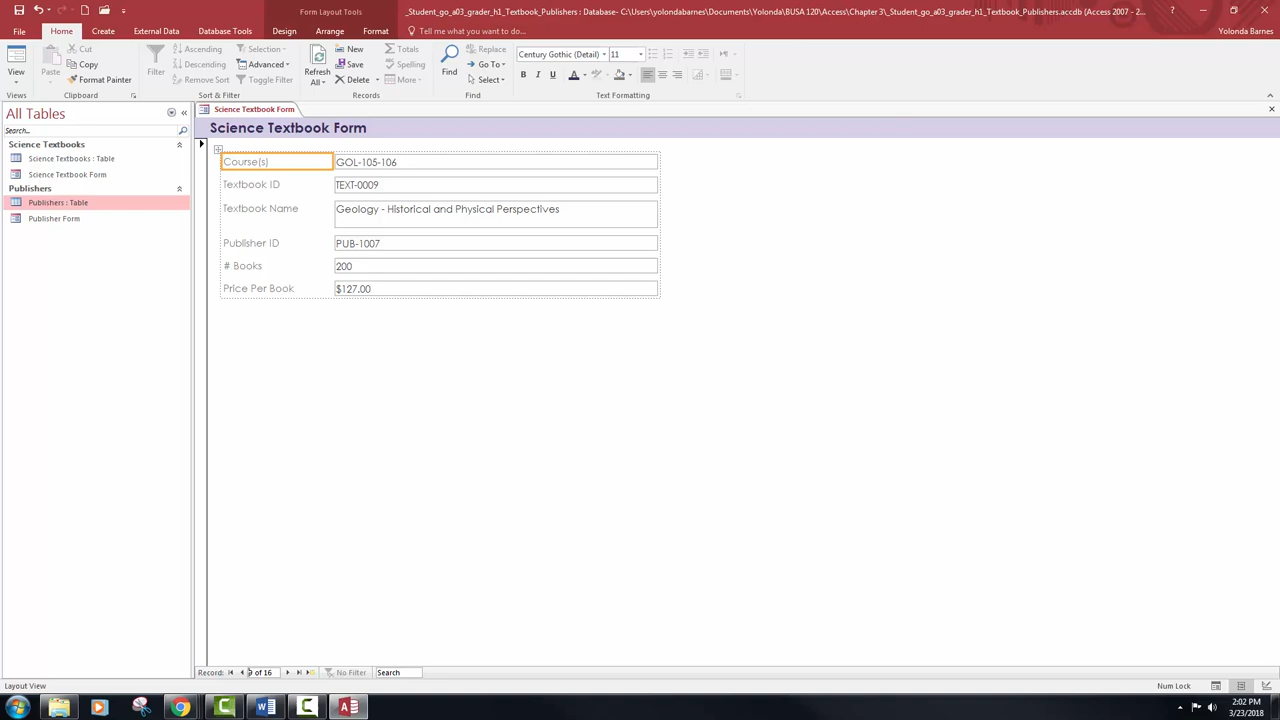 Form Layout Tools
_Student_go_a03_grader_h1_Textbook_Publishers : Database- C:\Users\yolondabarnes\Documents\Yolonda\BUSA 120\Access\Chapter 3\_Student_go_a03_grader_h1_Textbook_Publishers.accdb (Access 2007 - 2...
Yolonda Barnes
File Home Create External Data Database Tools Design Arrange Format Tell me what you want to do...
View
Views
Paste
Cut
Copy
Format Painter
Clipboard
Filter
Ascending
Descending
Remove Sort
Selection
Advanced
Toggle Filter
Sort & Filter
Refresh
All
New
Save
Delete
Totals
Spelling
More
Records
Find
Replace
Go To
Select
Find
Century Gothic (Detail) 11
B I U A
Text Formatting
All Tables
Search...
Science Textbooks
Science Textbooks : Table
Science Textbook Form
Publishers
Publishers : Table
Publisher Form
Science Textbook Form
Science Textbook Form
Course(s) GOL-105-106
Textbook ID TEXT-0009
Textbook Name Geology - Historical and Physical Perspectives
Publisher ID PUB-1007
# Books 200
Price Per Book $127.00
Record: 9 of 16 No Filter Search
Layout View Num Lock
2:02 PM
3/23/2018